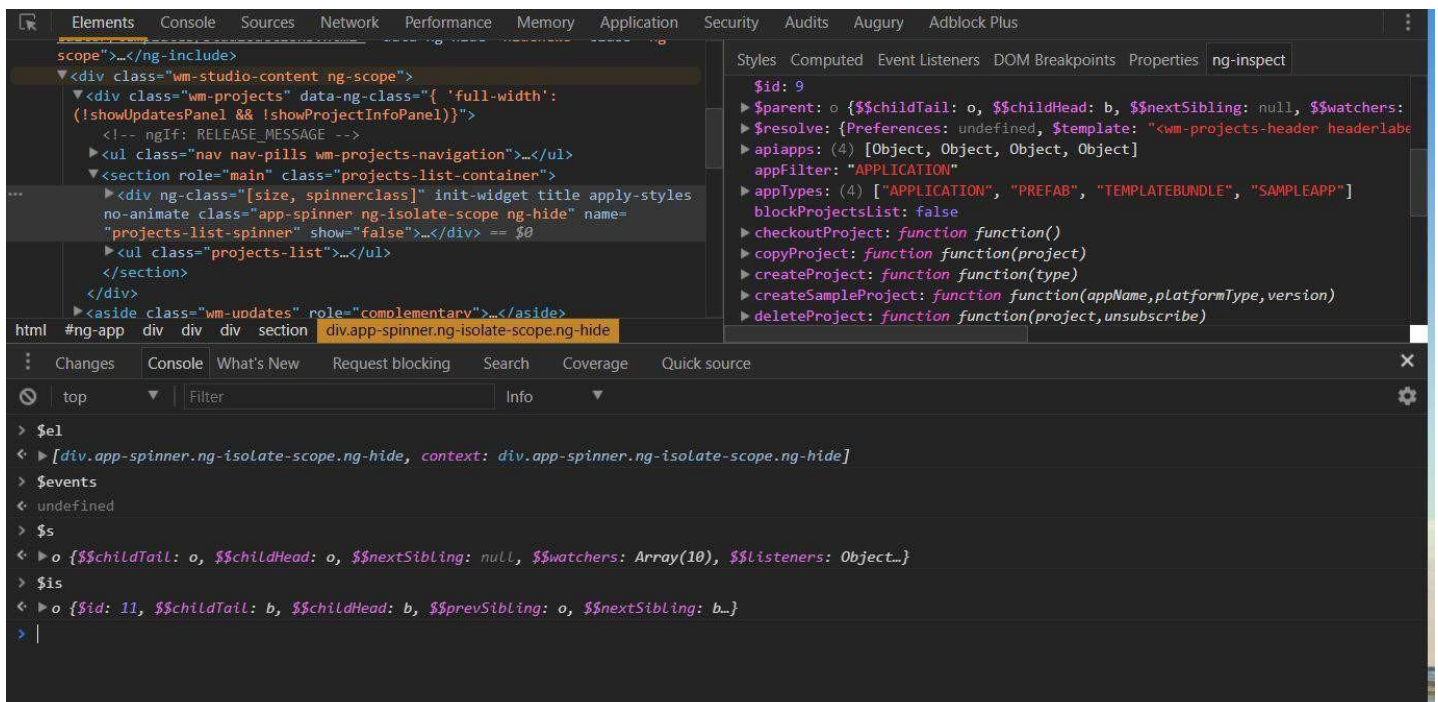 Elements Console Sources Network Performance Memory Application Security Audits Augury Adblock Plus
scope">…</ng-include>
▼<div class="wm-studio-content ng-scope">
▼<div class="wm-projects" data-ng-class="{ 'full-width':
(!showUpdatesPanel && !showProjectInfoPanel)}">
<!-- ngIf: RELEASE_MESSAGE -->
▶<ul class="nav nav-pills wm-projects-navigation">…</ul>
▼<section role="main" class="projects-list-container">
… ▶<div ng-class="[size, spinnerclass]" init-widget title apply-styles
no-animate class="app-spinner ng-isolate-scope ng-hide" name=
"projects-list-spinner" show="false">…</div> == $0
▶<ul class="projects-list">…</ul>
</section>
</div>
▶<aside class="wm-updates" role="complementary">…</aside>
html #ng-app div div div section div.app-spinner.ng-isolate-scope.ng-hide
Styles Computed Event Listeners DOM Breakpoints Properties ng-inspect
$id: 9
▶$parent: o {$$childTail: o, $$childHead: b, $$nextSibling: null, $$watchers:
▶$resolve: {Preferences: undefined, $template: "<wm-projects-header headerlabe
▶apiapps: (4) [Object, Object, Object, Object]
appFilter: "APPLICATION"
▶appTypes: (4) ["APPLICATION", "PREFAB", "TEMPLATEBUNDLE", "SAMPLEAPP"]
blockProjectsList: false
▶checkoutProject: function function()
▶copyProject: function function(project)
▶createProject: function function(type)
▶createSampleProject: function function(appName,platformType,version)
▶deleteProject: function function(project,unsubscribe)
Changes Console What's New Request blocking Search Coverage Quick source
top ▼ Filter Info ▼
> $el
▶[div.app-spinner.ng-isolate-scope.ng-hide, context: div.app-spinner.ng-isolate-scope.ng-hide]
> $events
undefined
> $s
▶o {$$childTail: o, $$childHead: o, $$nextSibling: null, $$watchers: Array(10), $$listeners: Object…}
> $is
▶o {$id: 11, $$childTail: b, $$childHead: b, $$prevSibling: o, $$nextSibling: b…}
>